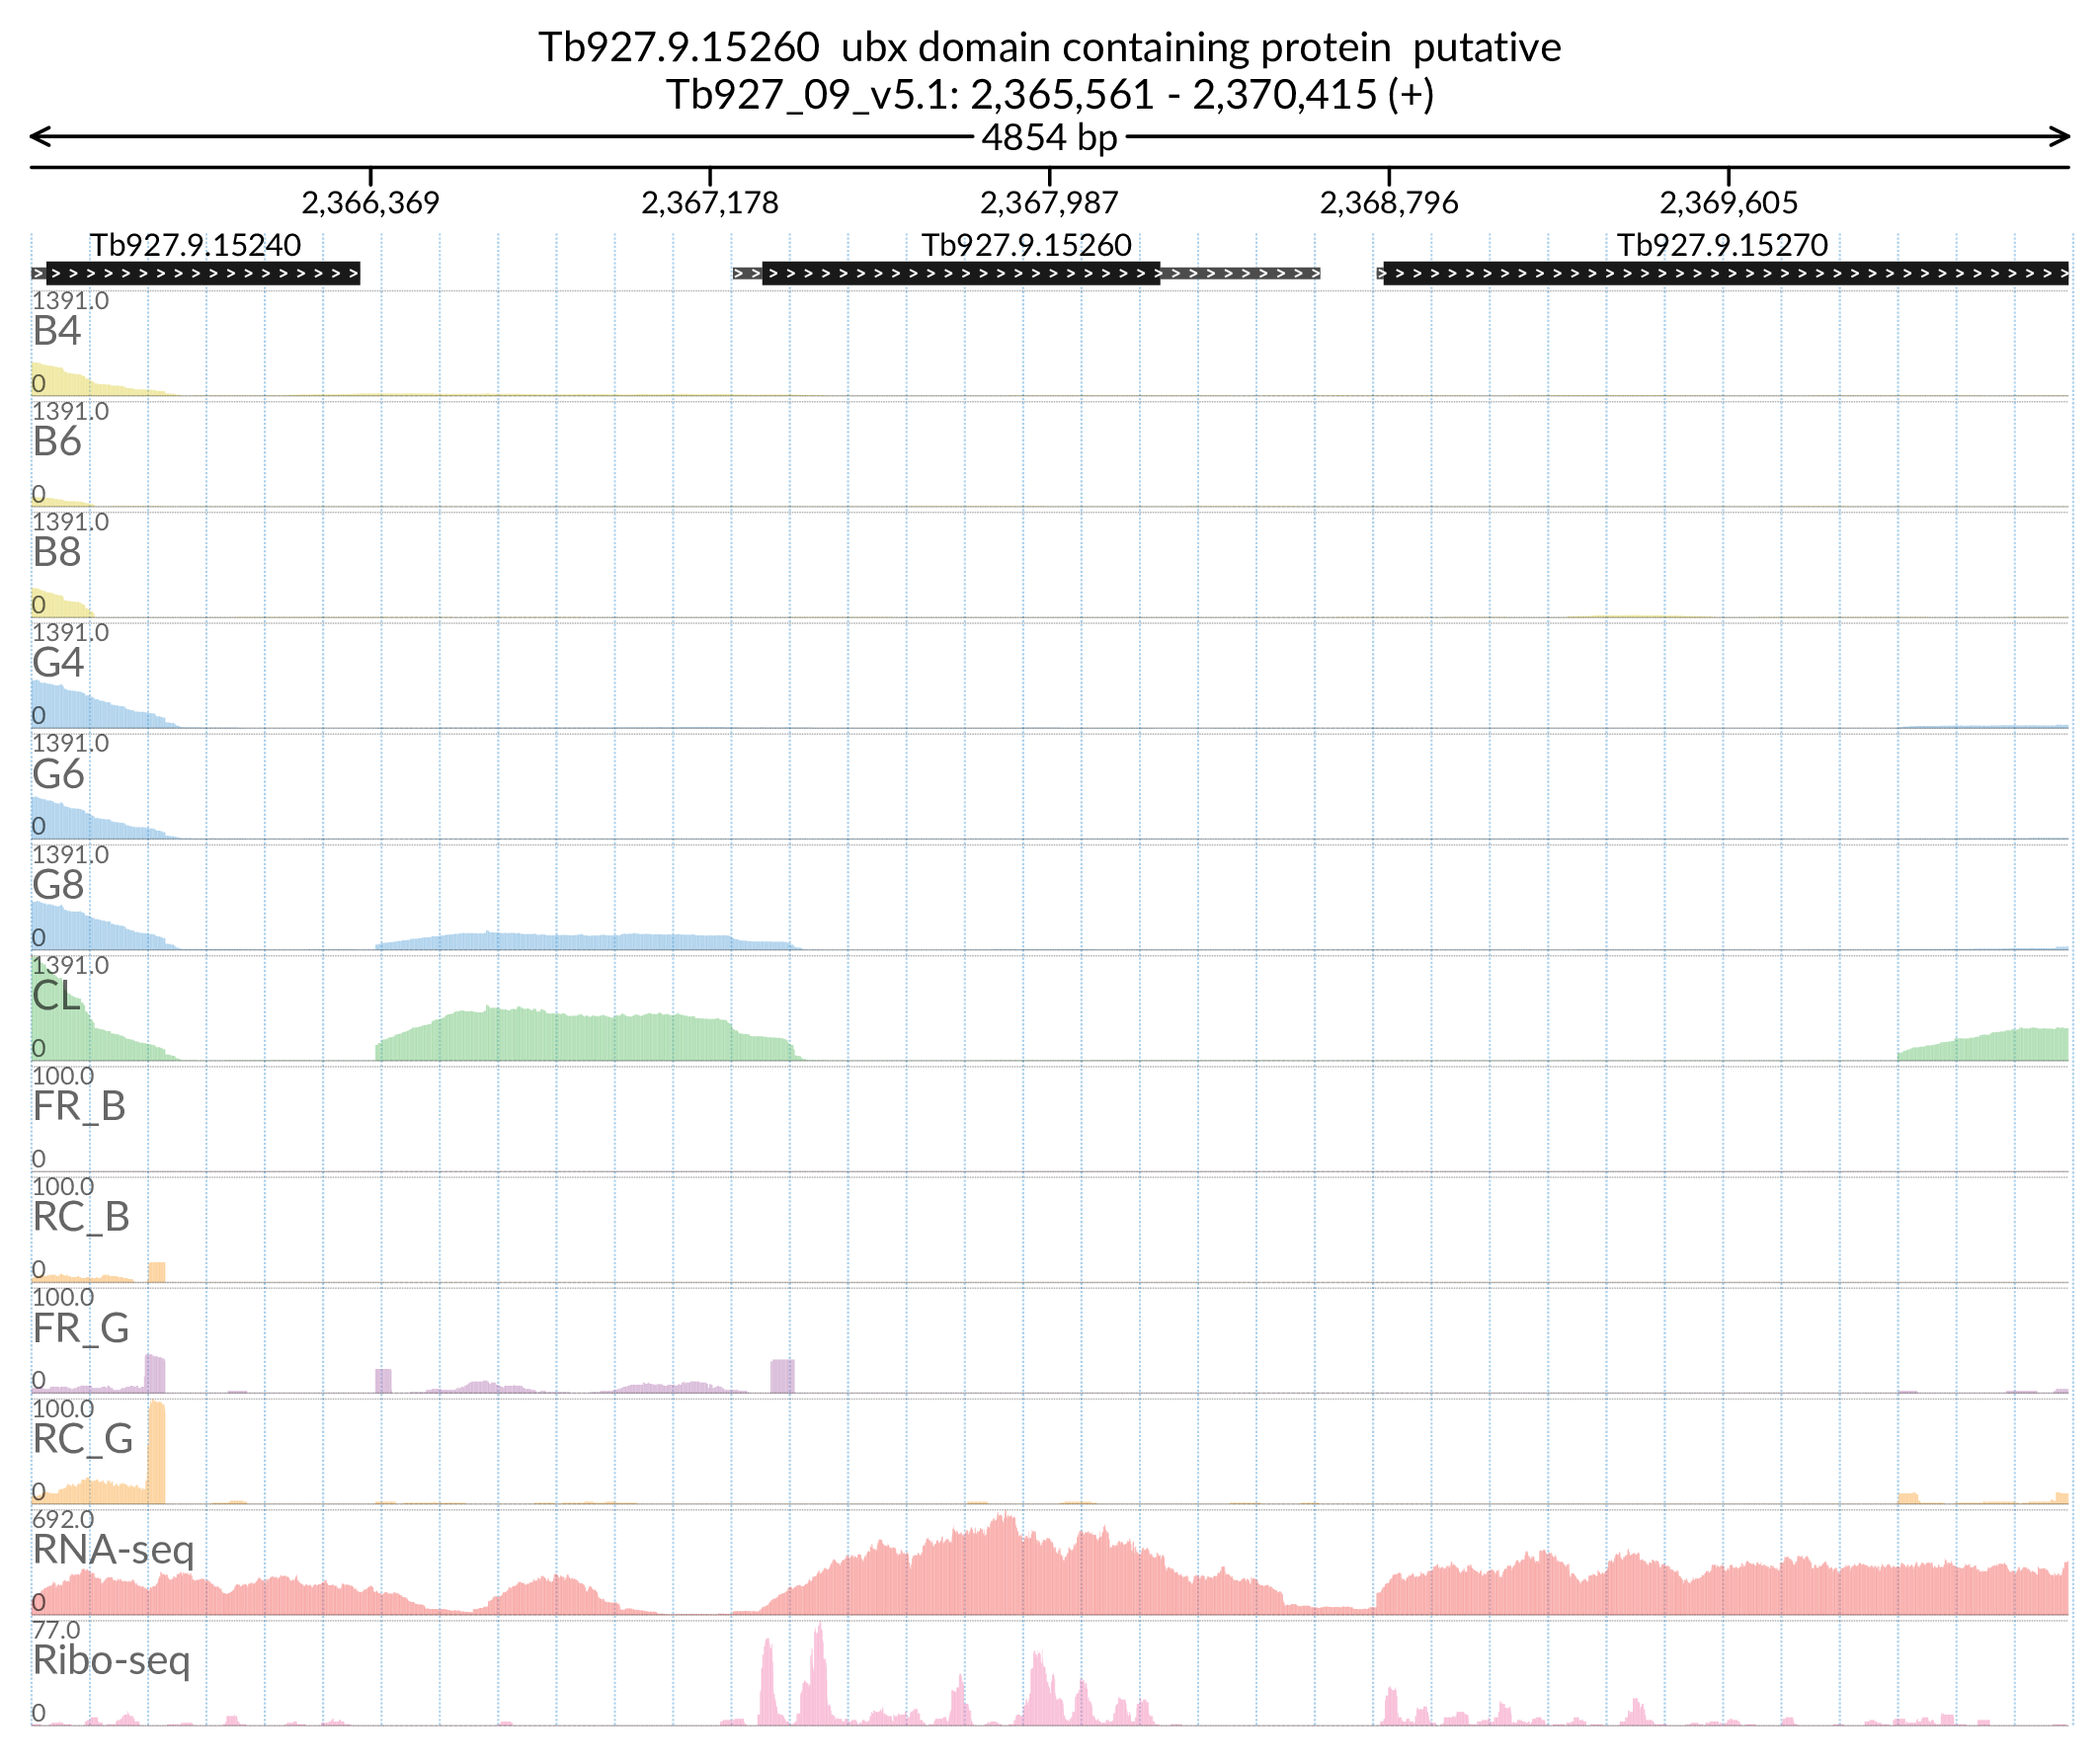 Tb927.9.15260  ubx domain containing protein  putative
Tb927_09_v5.1: 2,365,561 - 2,370,415 (+)
4854 bp
2,366,369 2,367,178 2,367,987 2,368,796 2,369,605
Tb927.9.15240 Tb927.9.15260 Tb927.9.15270
1391.0
B4
0
1391.0
B6
0
1391.0
B8
0
1391.0
G4
0
1391.0
G6
0
1391.0
G8
0
1391.0
CL
0
100.0
FR_B
0
100.0
RC_B
0
100.0
FR_G
0
100.0
RC_G
0
692.0
RNA-seq
0
77.0
Ribo-seq
0